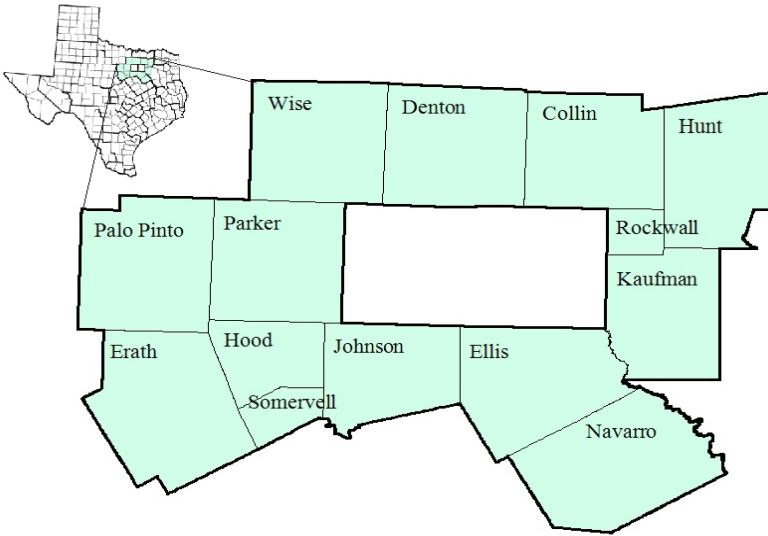 Wise
Denton
Collin
Hunt
Palo Pinto
Parker
Rockwall
Kaufman
Erath
Hood
Johnson
Ellis
Somervell
Navarro